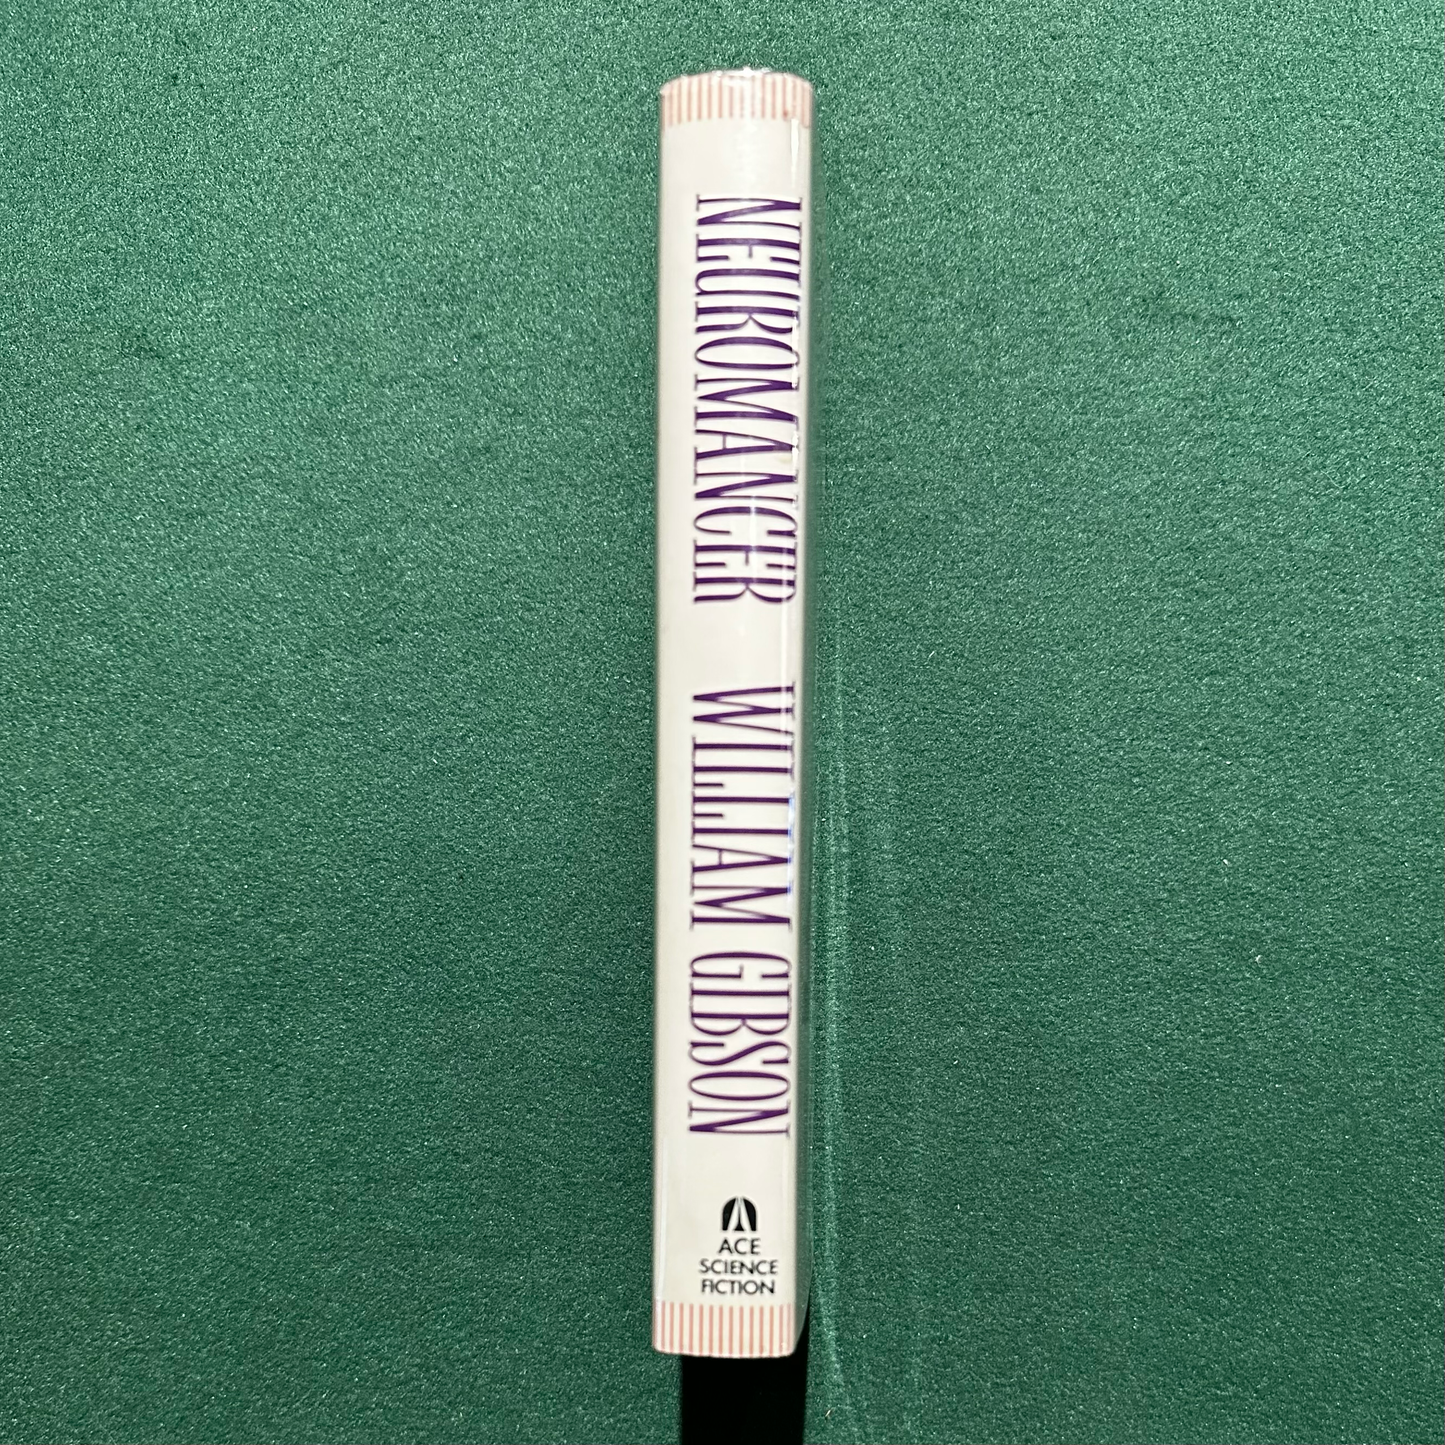 NEUROMANCER WILLIAM GIBSON
ACE
SCIENCE
FICTION